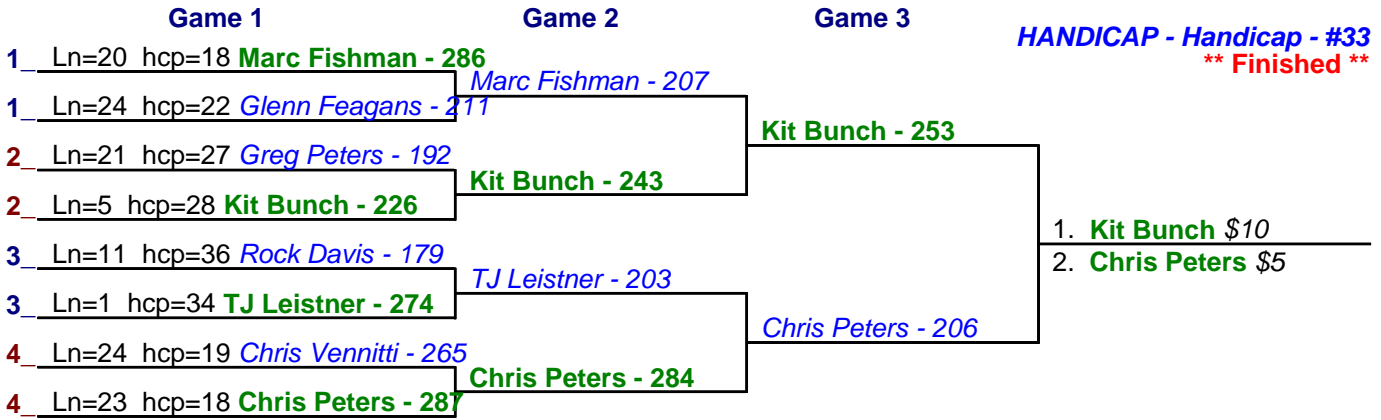 Game 1 Game 2 Game 3
HANDICAP - Handicap - #33
** Finished **
1_ Ln=20 hcp=18 Marc Fishman - 286
Marc Fishman - 207
1_ Ln=24 hcp=22 Glenn Feagans - 211
Kit Bunch - 253
2_ Ln=21 hcp=27 Greg Peters - 192
Kit Bunch - 243
2_ Ln=5 hcp=28 Kit Bunch - 226
1. Kit Bunch $10
3_ Ln=11 hcp=36 Rock Davis - 179
2. Chris Peters $5
TJ Leistner - 203
3_ Ln=1 hcp=34 TJ Leistner - 274
Chris Peters - 206
4_ Ln=24 hcp=19 Chris Vennitti - 265
Chris Peters - 284
4_ Ln=23 hcp=18 Chris Peters - 287